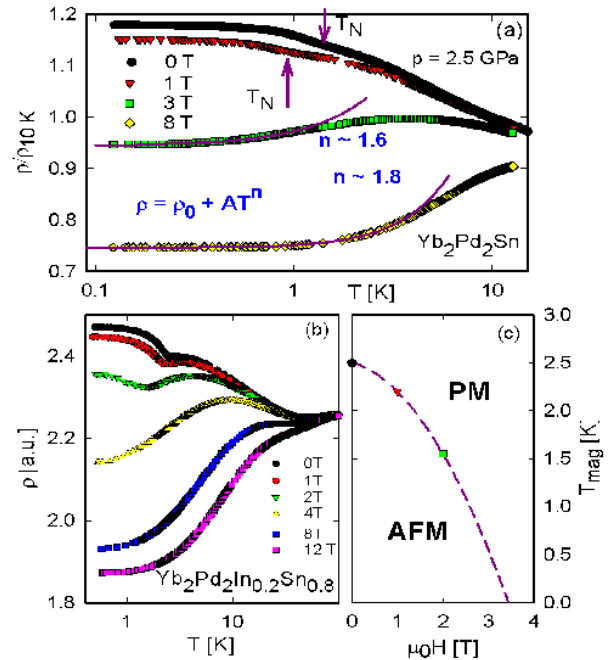 (a)
T_N
p = 2.5 GPa
0 T
1 T
3 T
8 T
T_N
n ~ 1.6
n ~ 1.8
ρ = ρ₀ + ATⁿ
Yb₂Pd₂Sn
ρ/ρ₁₀ K
1.2
1.1
1.0
0.9
0.8
0.7
0.1
1
10
T [K]
(b)
ρ [a.u.]
2.4
2.2
2.1
1.9
1.8
0T
1T
2T
4T
8T
12 T
Yb₂Pd₂In₀.₂Sn₀.₈
1
10
T [K]
(c)
PM
AFM
3.0
2.5
2.0
1.5
1.0
0.5
0.0
T_mag [K]
0
2
4
μ₀H [T]